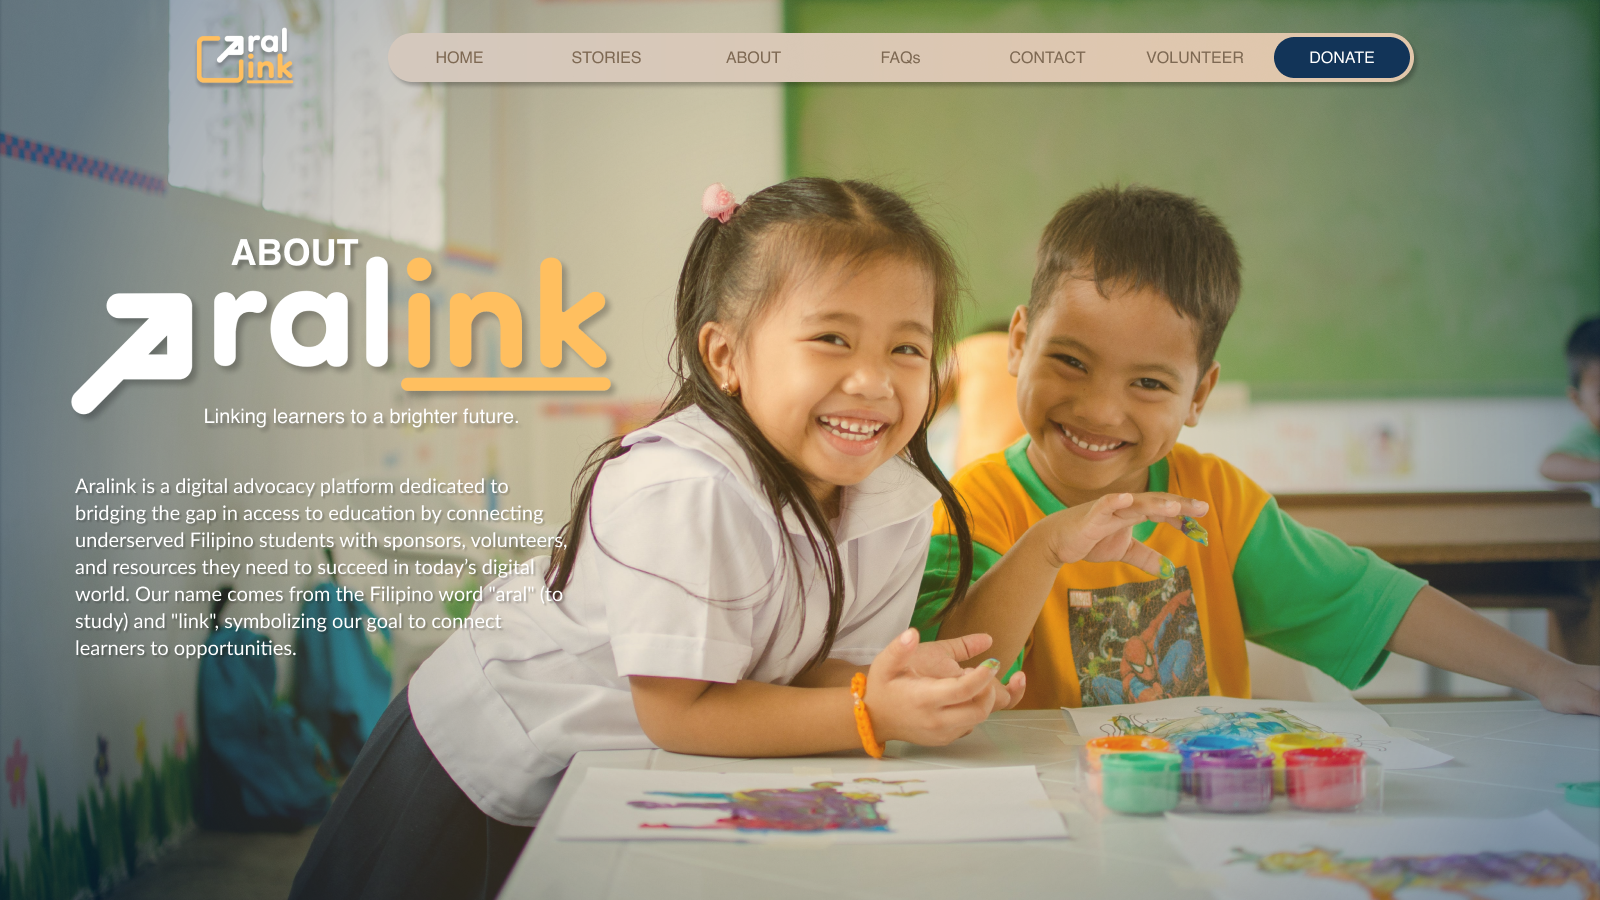 ral
ink
HOME STORIES ABOUT FAQs CONTACT VOLUNTEER DONATE
ABOUT
ralink
Linking learners to a brighter future.
Aralink is a digital advocacy platform dedicated to
bridging the gap in access to education by connecting
underserved Filipino students with sponsors, volunteers,
and resources they need to succeed in today's digital
world. Our name comes from the Filipino word "aral" (to
study) and "link", symbolizing our goal to connect
learners to opportunities.